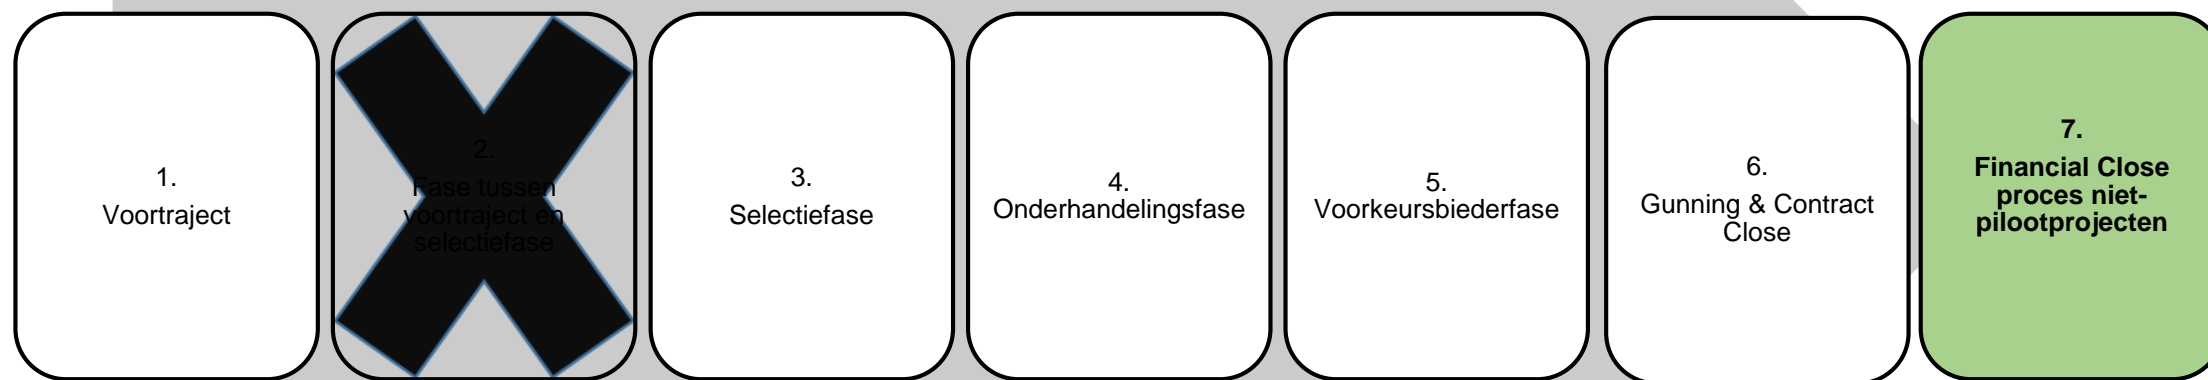 1.
Voortraject
2.
Fase tussen
voortraject en
selectiefase
3.
Selectiefase
4.
Onderhandelingsfase
5.
Voorkeursbiederfase
6.
Gunning & Contract
Close
7.
Financial Close
proces niet-
pilootprojecten